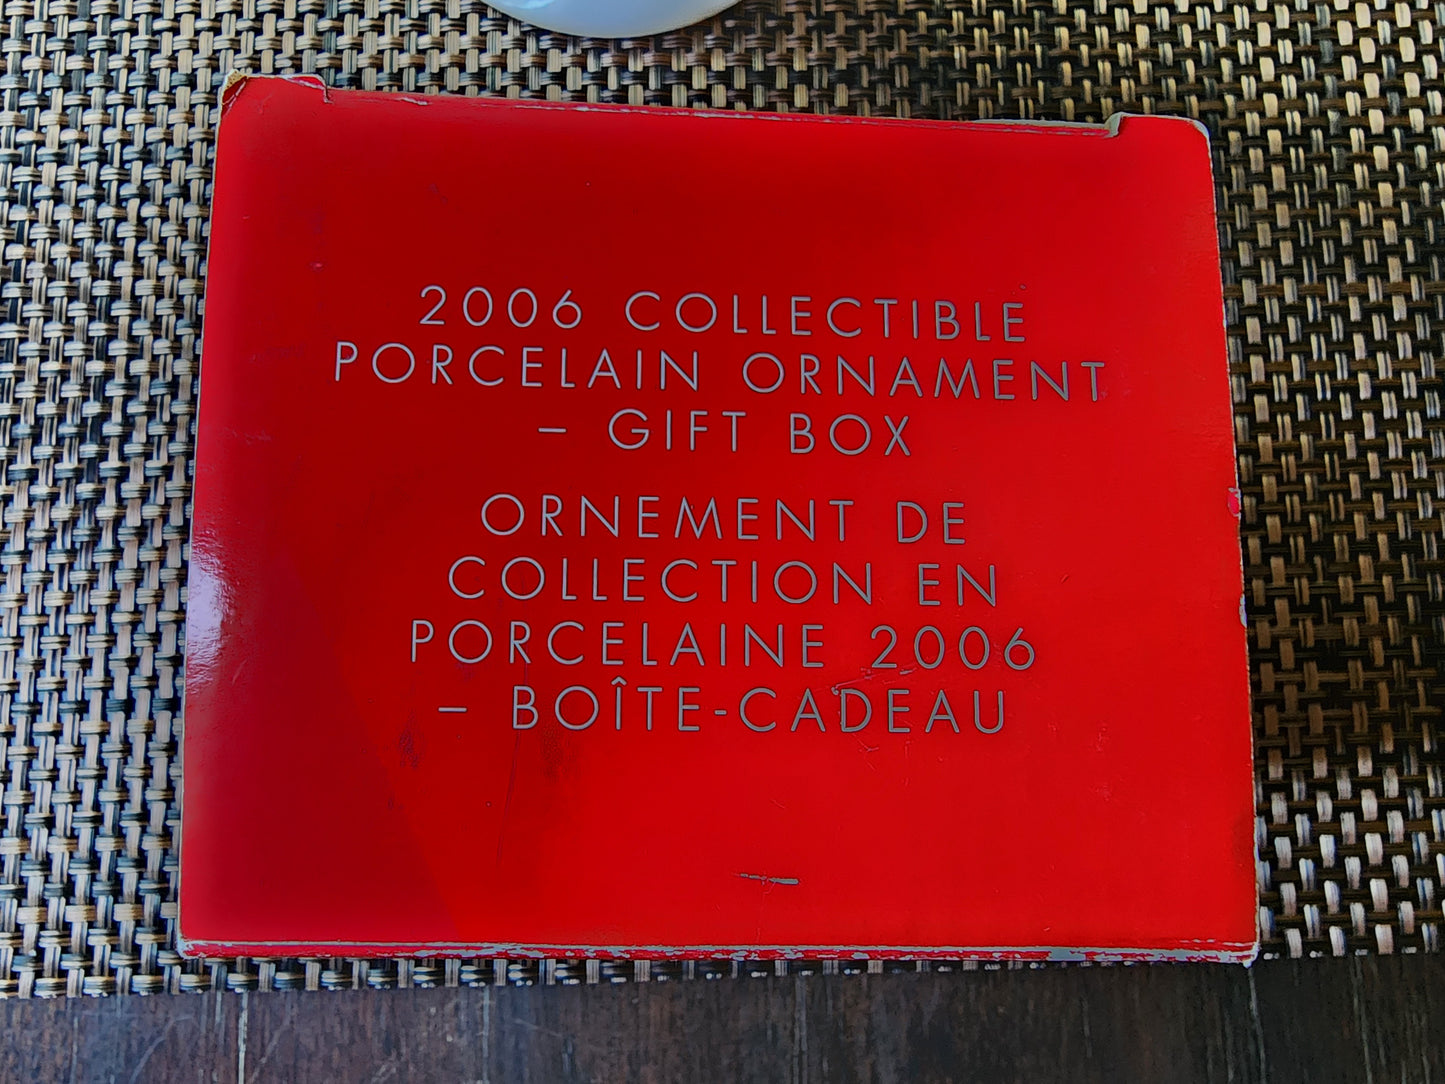 2006 COLLECTIBLE
PORCELAIN ORNAMENT
– GIFT BOX
ORNEMENT DE
COLLECTION EN
PORCELAINE 2006
– BOÎTE-CADEAU